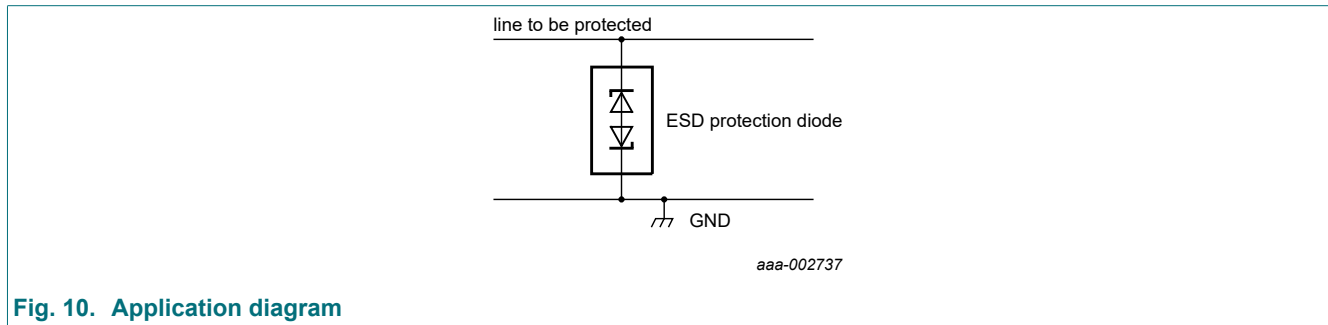 line to be protected
ESD protection diode
GND
aaa-002737
Fig. 10. Application diagram